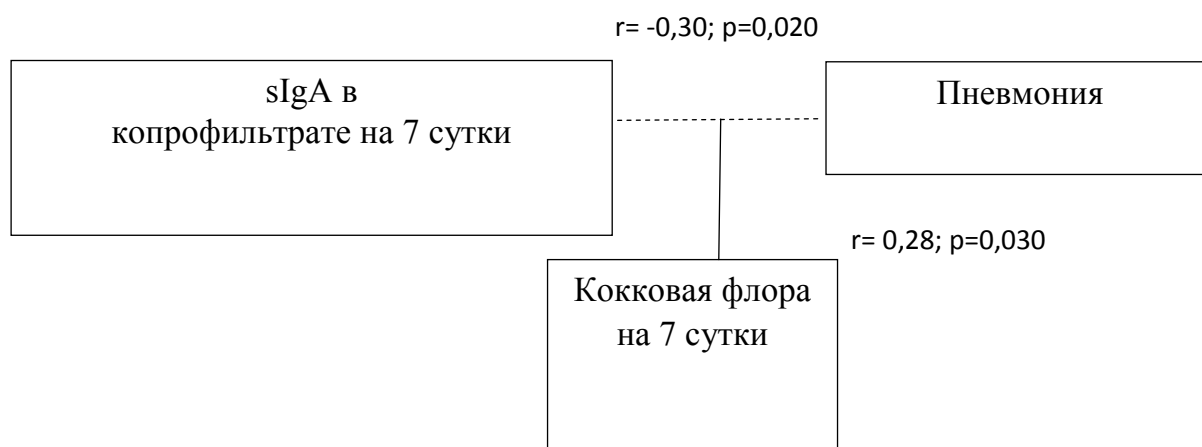 r= -0,30; p=0,020
sIgA в
копрофильтрате на 7 сутки
Пневмония
r= 0,28; p=0,030
Кокковая флора
на 7 сутки